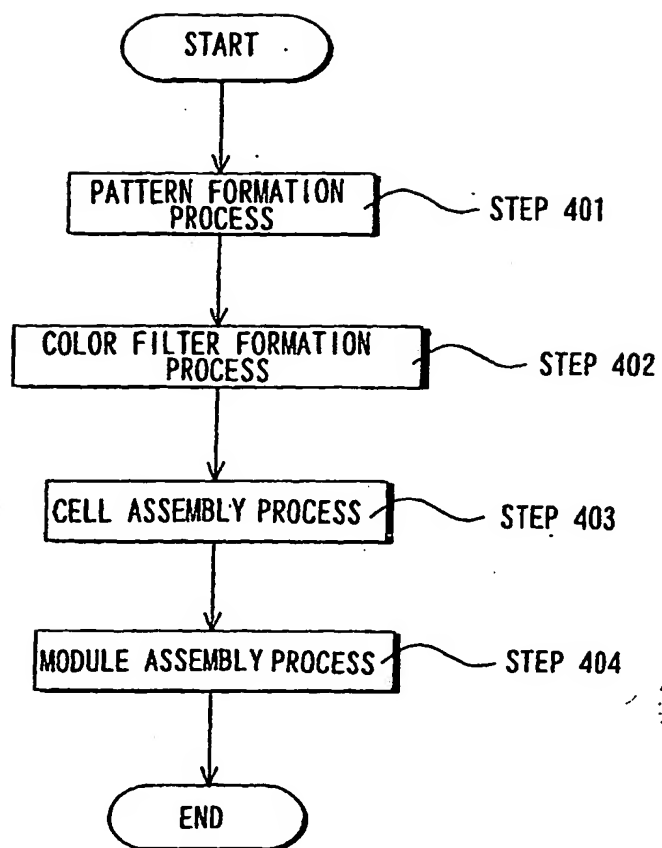 START
PATTERN FORMATION
PROCESS
STEP 401
COLOR FILTER FORMATION
PROCESS
STEP 402
CELL ASSEMBLY PROCESS
STEP 403
MODULE ASSEMBLY PROCESS
STEP 404
END